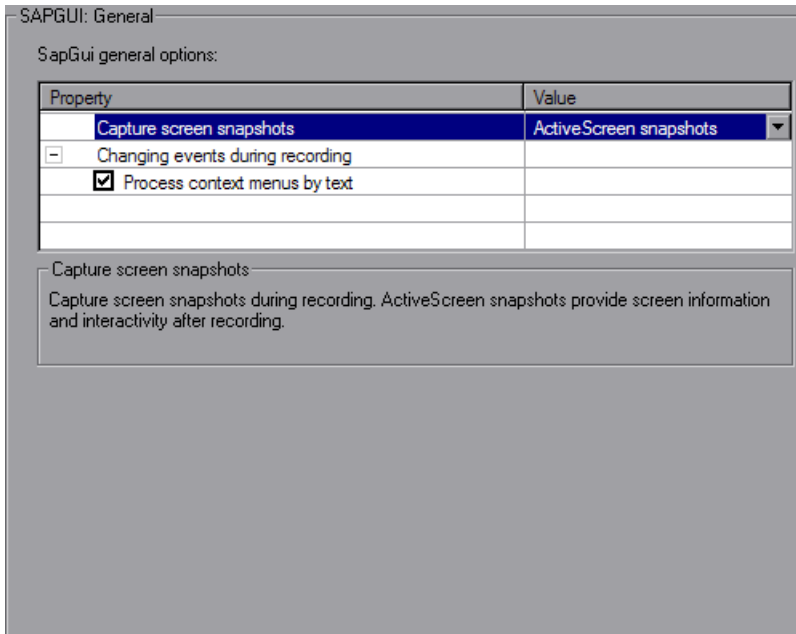 SAPGUI: General
SapGui general options:
Property Value
Capture screen snapshots ActiveScreen snapshots
Changing events during recording
Process context menus by text
Capture screen snapshots
Capture screen snapshots during recording. ActiveScreen snapshots provide screen information
and interactivity after recording.